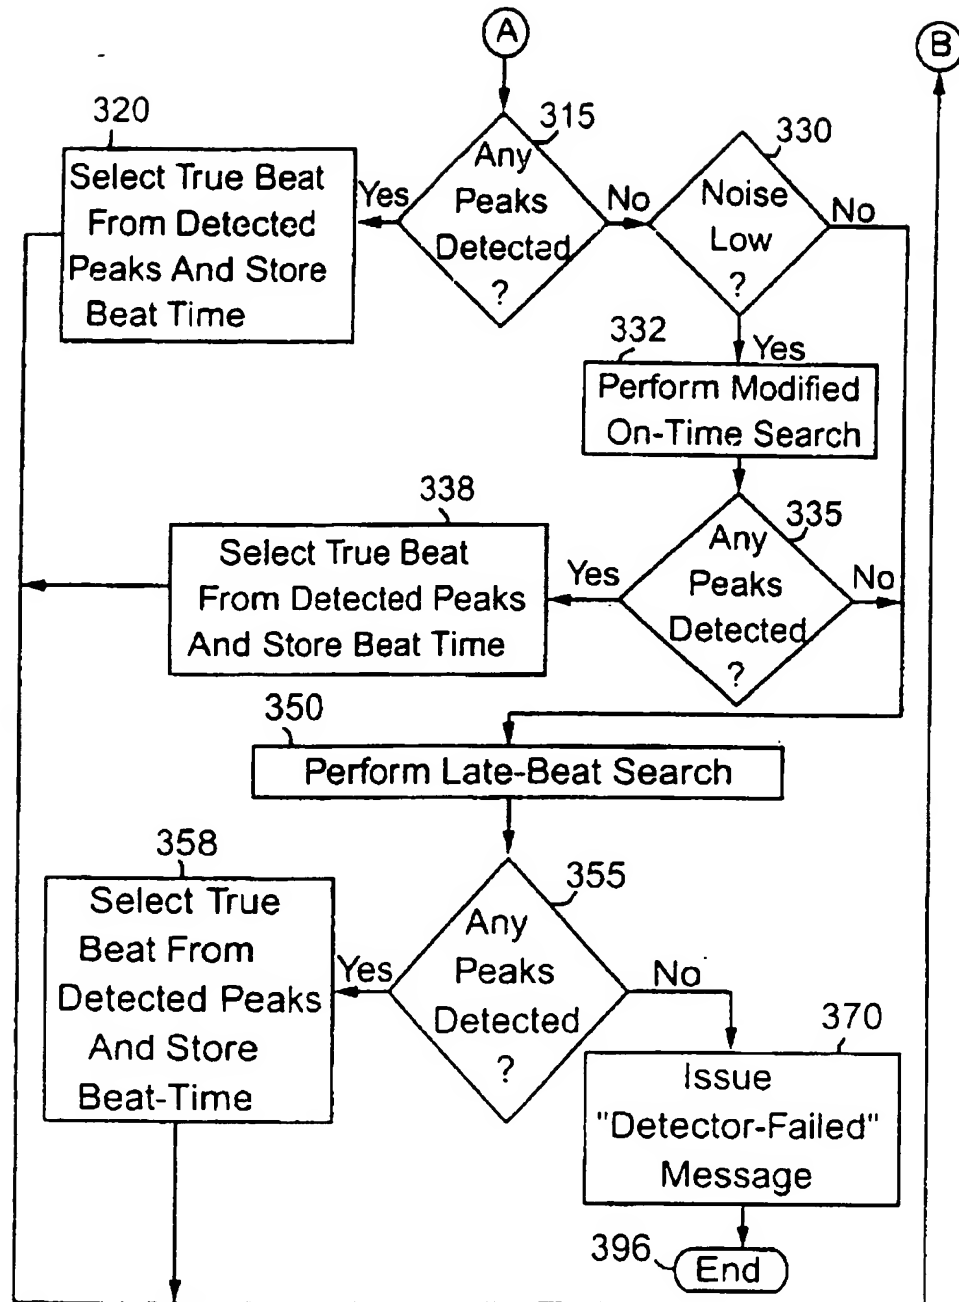 A
B
320
315
330
Select True Beat
From Detected
Peaks And Store
Beat Time
Yes
Any
Peaks
Detectad
?
No
Noise
Low
?
No
332
Yes
Perform Modified
On-Time Search
338
335
Select True Beat
From Detected Peaks
And Store Beat Time
Yes
Any
Peaks
Detected
?
No
350
Perform Late-Beat Search
358
355
Select True
Beat From
Detected Peaks
And Store
Beat-Time
Yes
Any
Peaks
Detected
?
No
370
Issue
"Detector-Failed"
Message
396
End